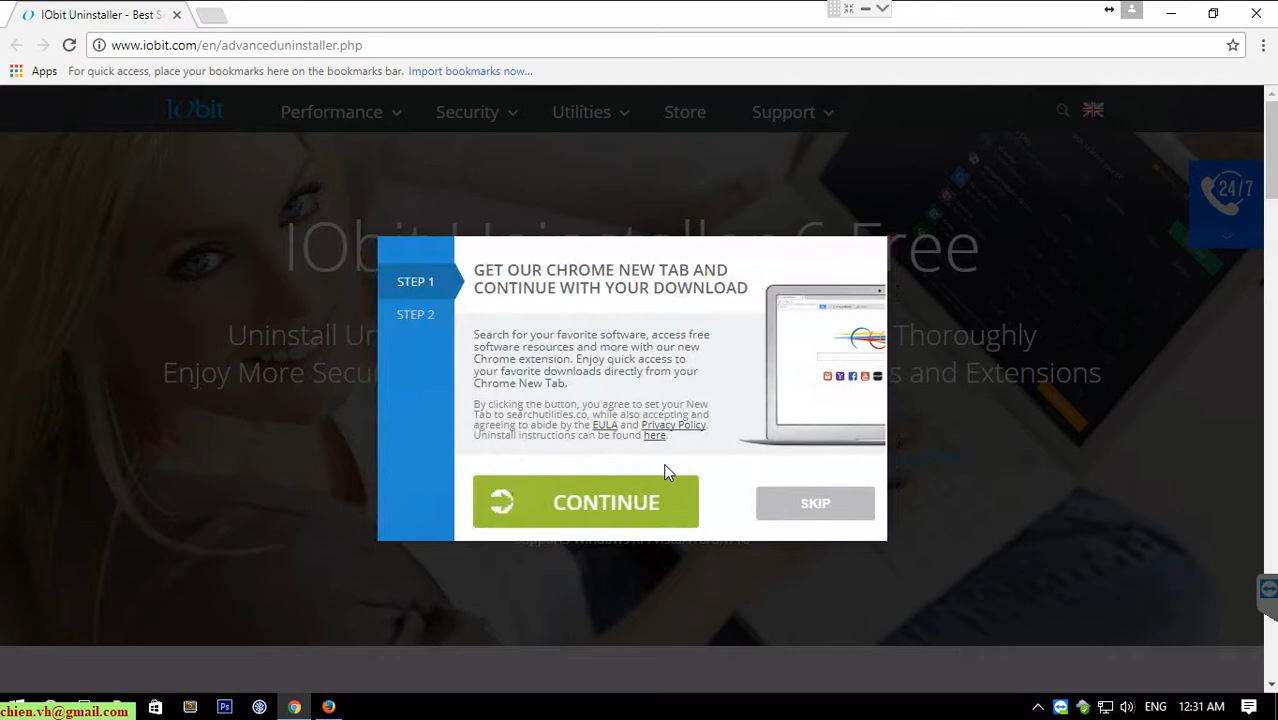 IObit Uninstaller - Best S
www.iobit.com/en/advanceduninstaller.php
Apps For quick access, place your bookmarks here on the bookmarks bar. Import bookmarks now...
IObit Performance Security Utilities Store Support
24/7
IObit Uninstaller 6 Free
Uninstall Un Thoroughly
Enjoy More Secu s and Extensions
STEP 1
STEP 2
GET OUR CHROME NEW TAB AND
CONTINUE WITH YOUR DOWNLOAD
Search for your favorite software, access free
software resources and more with our new
Chrome extension. Enjoy quick access to
your favorite downloads directly from your
Chrome New Tab.
By clicking the button, you agree to set your New
Tab to searchutilities.co, while also accepting and
agreeing to abide by the EULA and Privacy Policy.
Uninstall instructions can be found here.
CONTINUE
SKIP
chien.vh@gmail.com
Ps
ENG 12:31 AM